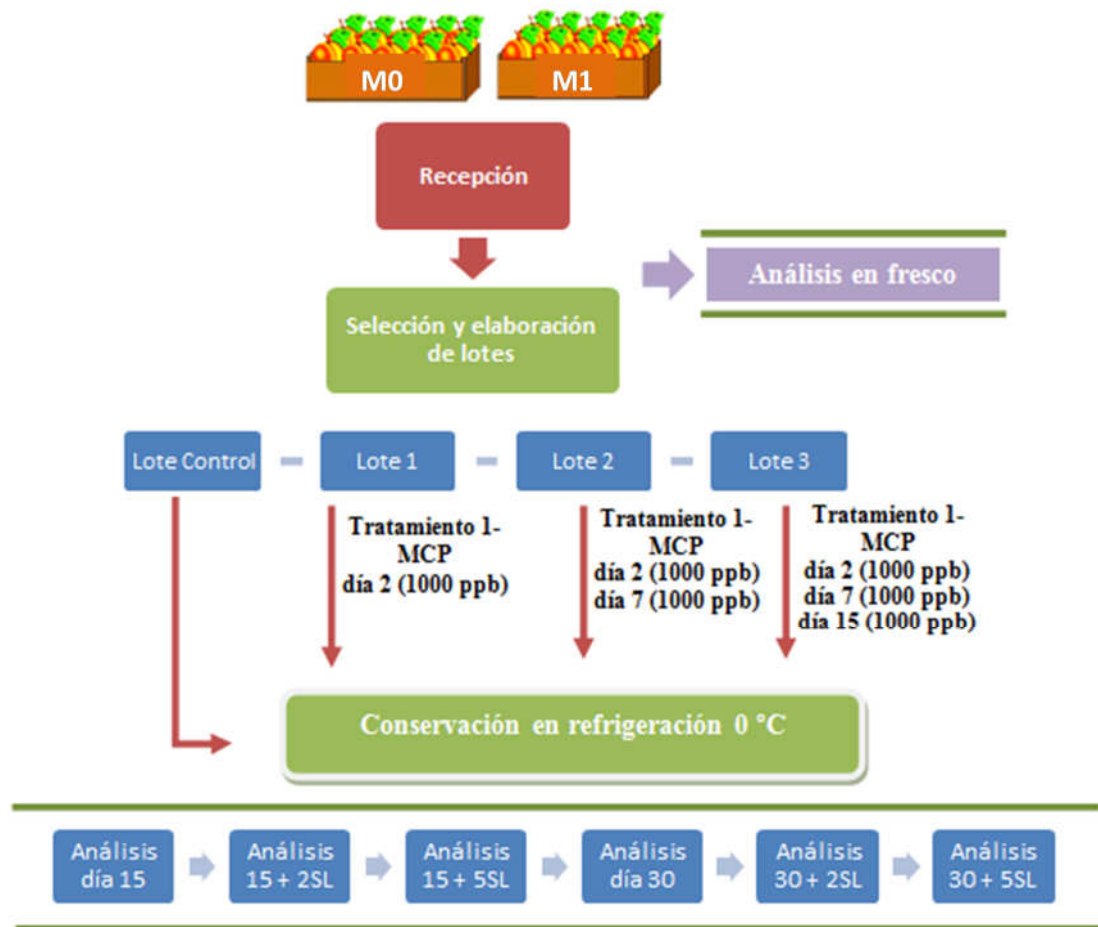 M0
M1
Recepción
Análisis en fresco
Selección y elaboración
de lotes
Lote Control
Lote 1
Lote 2
Lote 3
Tratamiento 1-
MCP
día 2 (1000 ppb)
Tratamiento 1-
MCP
día 2 (1000 ppb)
día 7 (1000 ppb)
Tratamiento 1-
MCP
día 2 (1000 ppb)
día 7 (1000 ppb)
día 15 (1000 ppb)
Conservación en refrigeración 0 °C
Análisis
día 15
Análisis
15 + 2SL
Análisis
15 + 5SL
Análisis
día 30
Análisis
30 + 2SL
Análisis
30 + 5SL